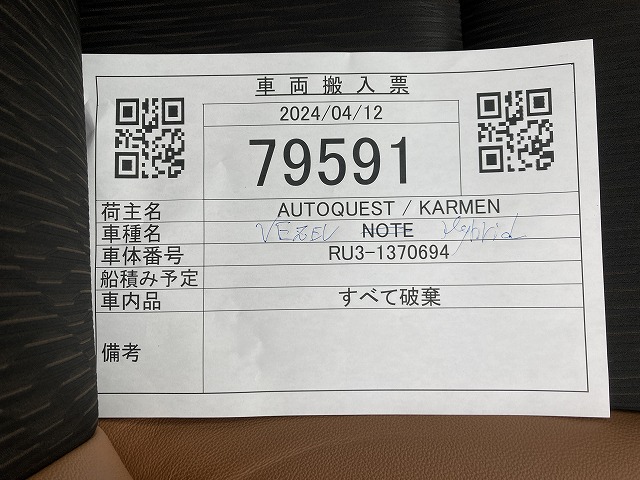 車両搬入票
2024/04/12
79591
荷主名 AUTOQUEST / KARMEN
車種名 VEZEL NOTE Hybrid
車体番号 RU3-1370694
船積み予定
車内品 すべて破棄
備考